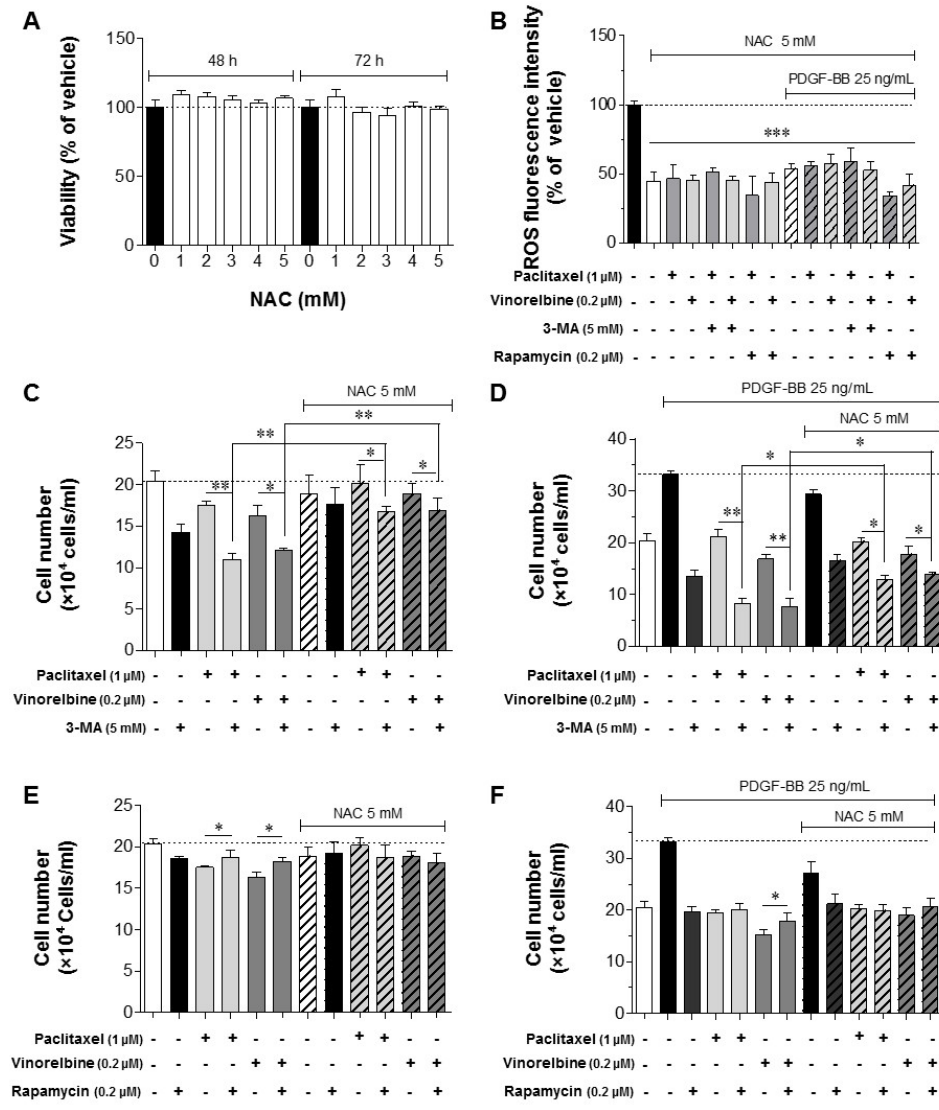 A
150
48 h
72 h
100
50
0
Viability (% of vehicle)
0 1 2 3 4 5 0 1 2 3 4 5
NAC (mM)
B
NAC 5 mM
PDGF-BB 25 ng/mL
150
100
50
0
***
ROS fluorescence intensity
(% of vehicle)
Paclitaxel (1 µM) - - + - + - + - - + - + - + -
Vinorelbine (0.2 µM) - - - + - + - + - - + - + - +
3-MA (5 mM) - - - - + + - - - - - + + - -
Rapamycin (0.2 µM) - - - - - - + + - - - - - + +
C
NAC 5 mM
**
**
** * * *
25
20
15
10
5
0
Cell number
(×10⁴ cells/ml)
Paclitaxel (1 µM) - - + + - - - - + + - -
Vinorelbine (0.2 µM) - - - - + + - - - - + +
3-MA (5 mM) - + - + - + - + - + - +
D
PDGF-BB 25 ng/mL
NAC 5 mM
*
*
** ** * *
40
30
20
10
0
Cell number
(×10⁴ cells/ml)
Paclitaxel (1 µM) - - - + + - - - - + + - -
Vinorelbine (0.2 µM) - - - - - + + - - - - + +
3-MA (5 mM) - - + - + - + - + - + - +
E
NAC 5 mM
* *
25
20
15
10
5
0
Cell number
(×10⁴ Cells/ml)
Paclitaxel (1 µM) - - + + - - - - + + - -
Vinorelbine (0.2 µM) - - - - + + - - - - + +
Rapamycin (0.2 µM) - + - + - + - + - + - +
F
PDGF-BB 25 ng/mL
NAC 5 mM
*
40
30
20
10
0
Cell number
(×10⁴ cells/ml)
Paclitaxel (1 µM) - - - + + - - - - + + - -
Vinorelbine (0.2 µM) - - - - - + + - - - - + +
Rapamycin (0.2 µM) - - + - + - + - + - + - +